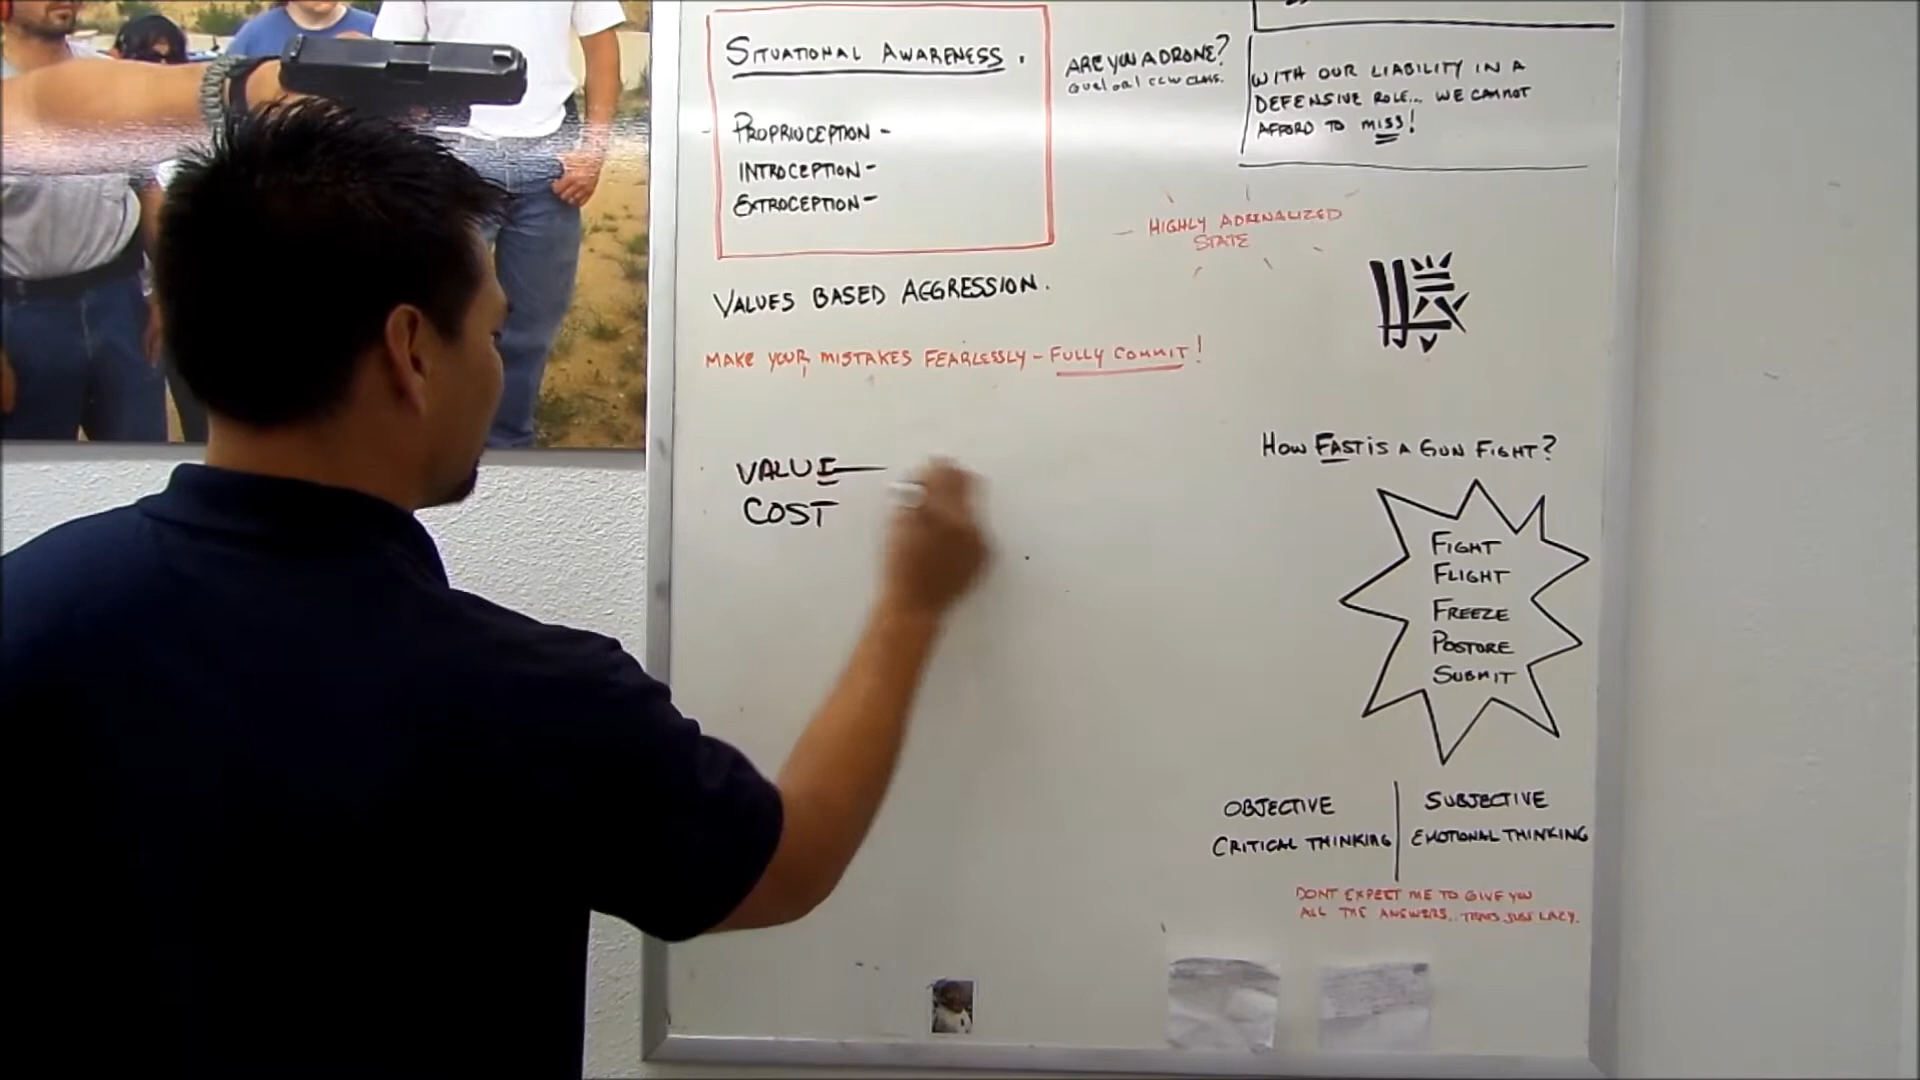 SITUATIONAL AWARENESS.
PROPRIOCEPTION -
INTROCEPTION -
EXTROCEPTION -
ARE YOU A DRONE?
CCW CLASS.
WITH OUR LIABILITY IN A
DEFENSIVE ROLE... WE CANNOT
AFFORD TO MISS!
HIGHLY ADRENALIZED
STATE
VALUES BASED AGGRESSION.
MAKE YOUR MISTAKES FEARLESSLY - FULLY COMMIT!
VALUE
COST
HOW FAST IS A GUN FIGHT?
FIGHT
FLIGHT
FREEZE
POSTORE
SUBMIT
OBJECTIVE
CRITICAL THINKING
SUBJECTIVE
EMOTIONAL THINKING
DONT EXPECT ME TO GIVE YOU
ALL THE ANSWERS.. THATS JUST LAZY.